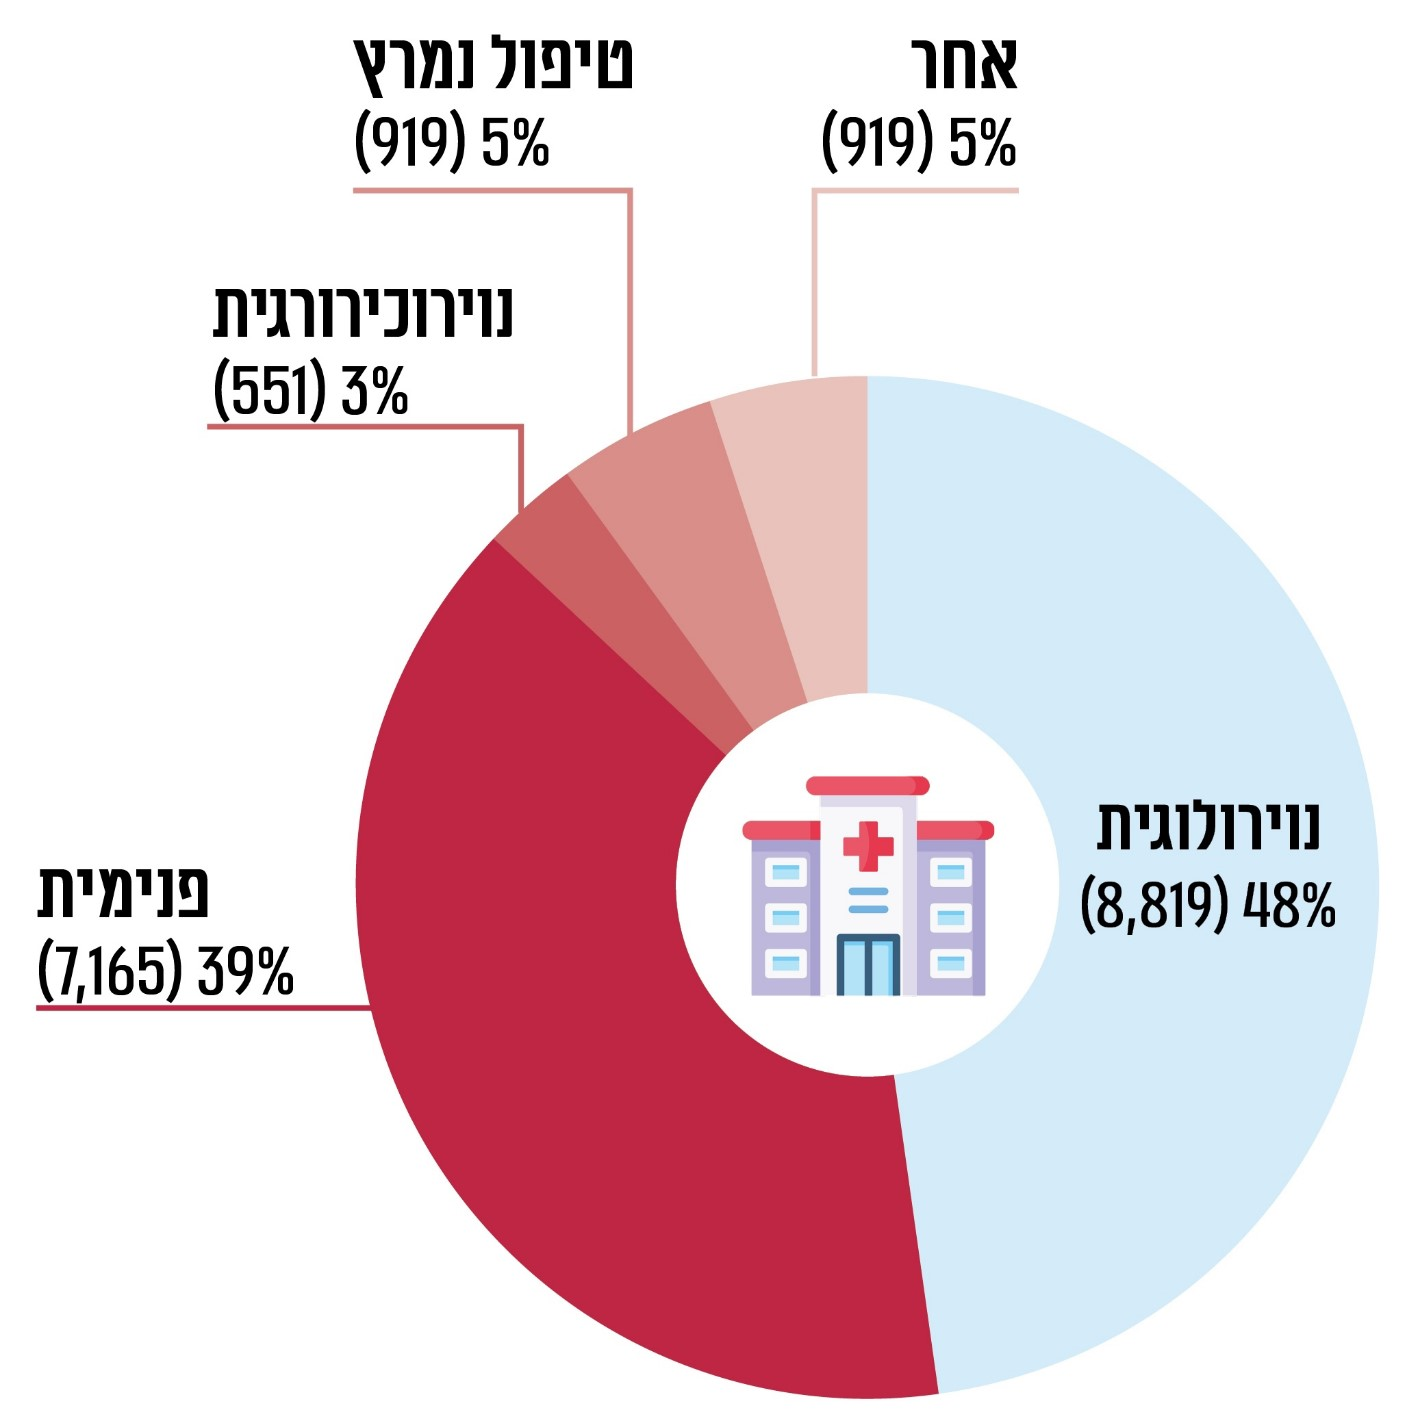 אחר
5% (919)
טיפול נמרץ
5% (919)
נוירוכירורגית
3% (551)
נוירולוגית
48% (8,819)
פנימית
39% (7,165)